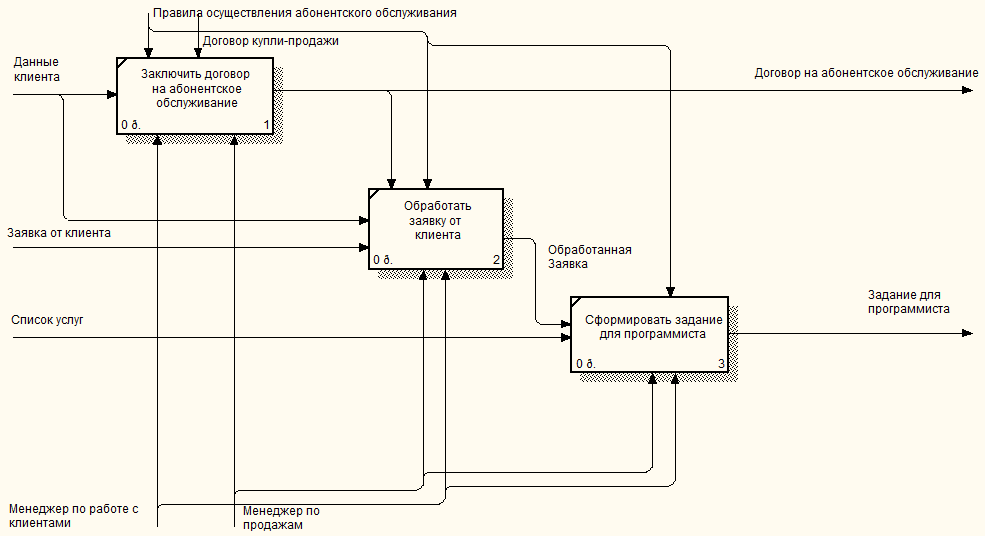 Правила осуществления абонентского обслуживания
Договор купли-продажи
Данные
клиента
Заключить договор
на абонентское
обслуживание
0 ð.
1
Договор на абонентское обслуживание
Обработать
заявку от
клиента
0 ð.
2
Заявка от клиента
Обработанная
Заявка
Список услуг
Сформировать задание
для программиста
0 ð.
3
Задание для
программиста
Менеджер по работе с
клиентами
Менеджер по
продажам